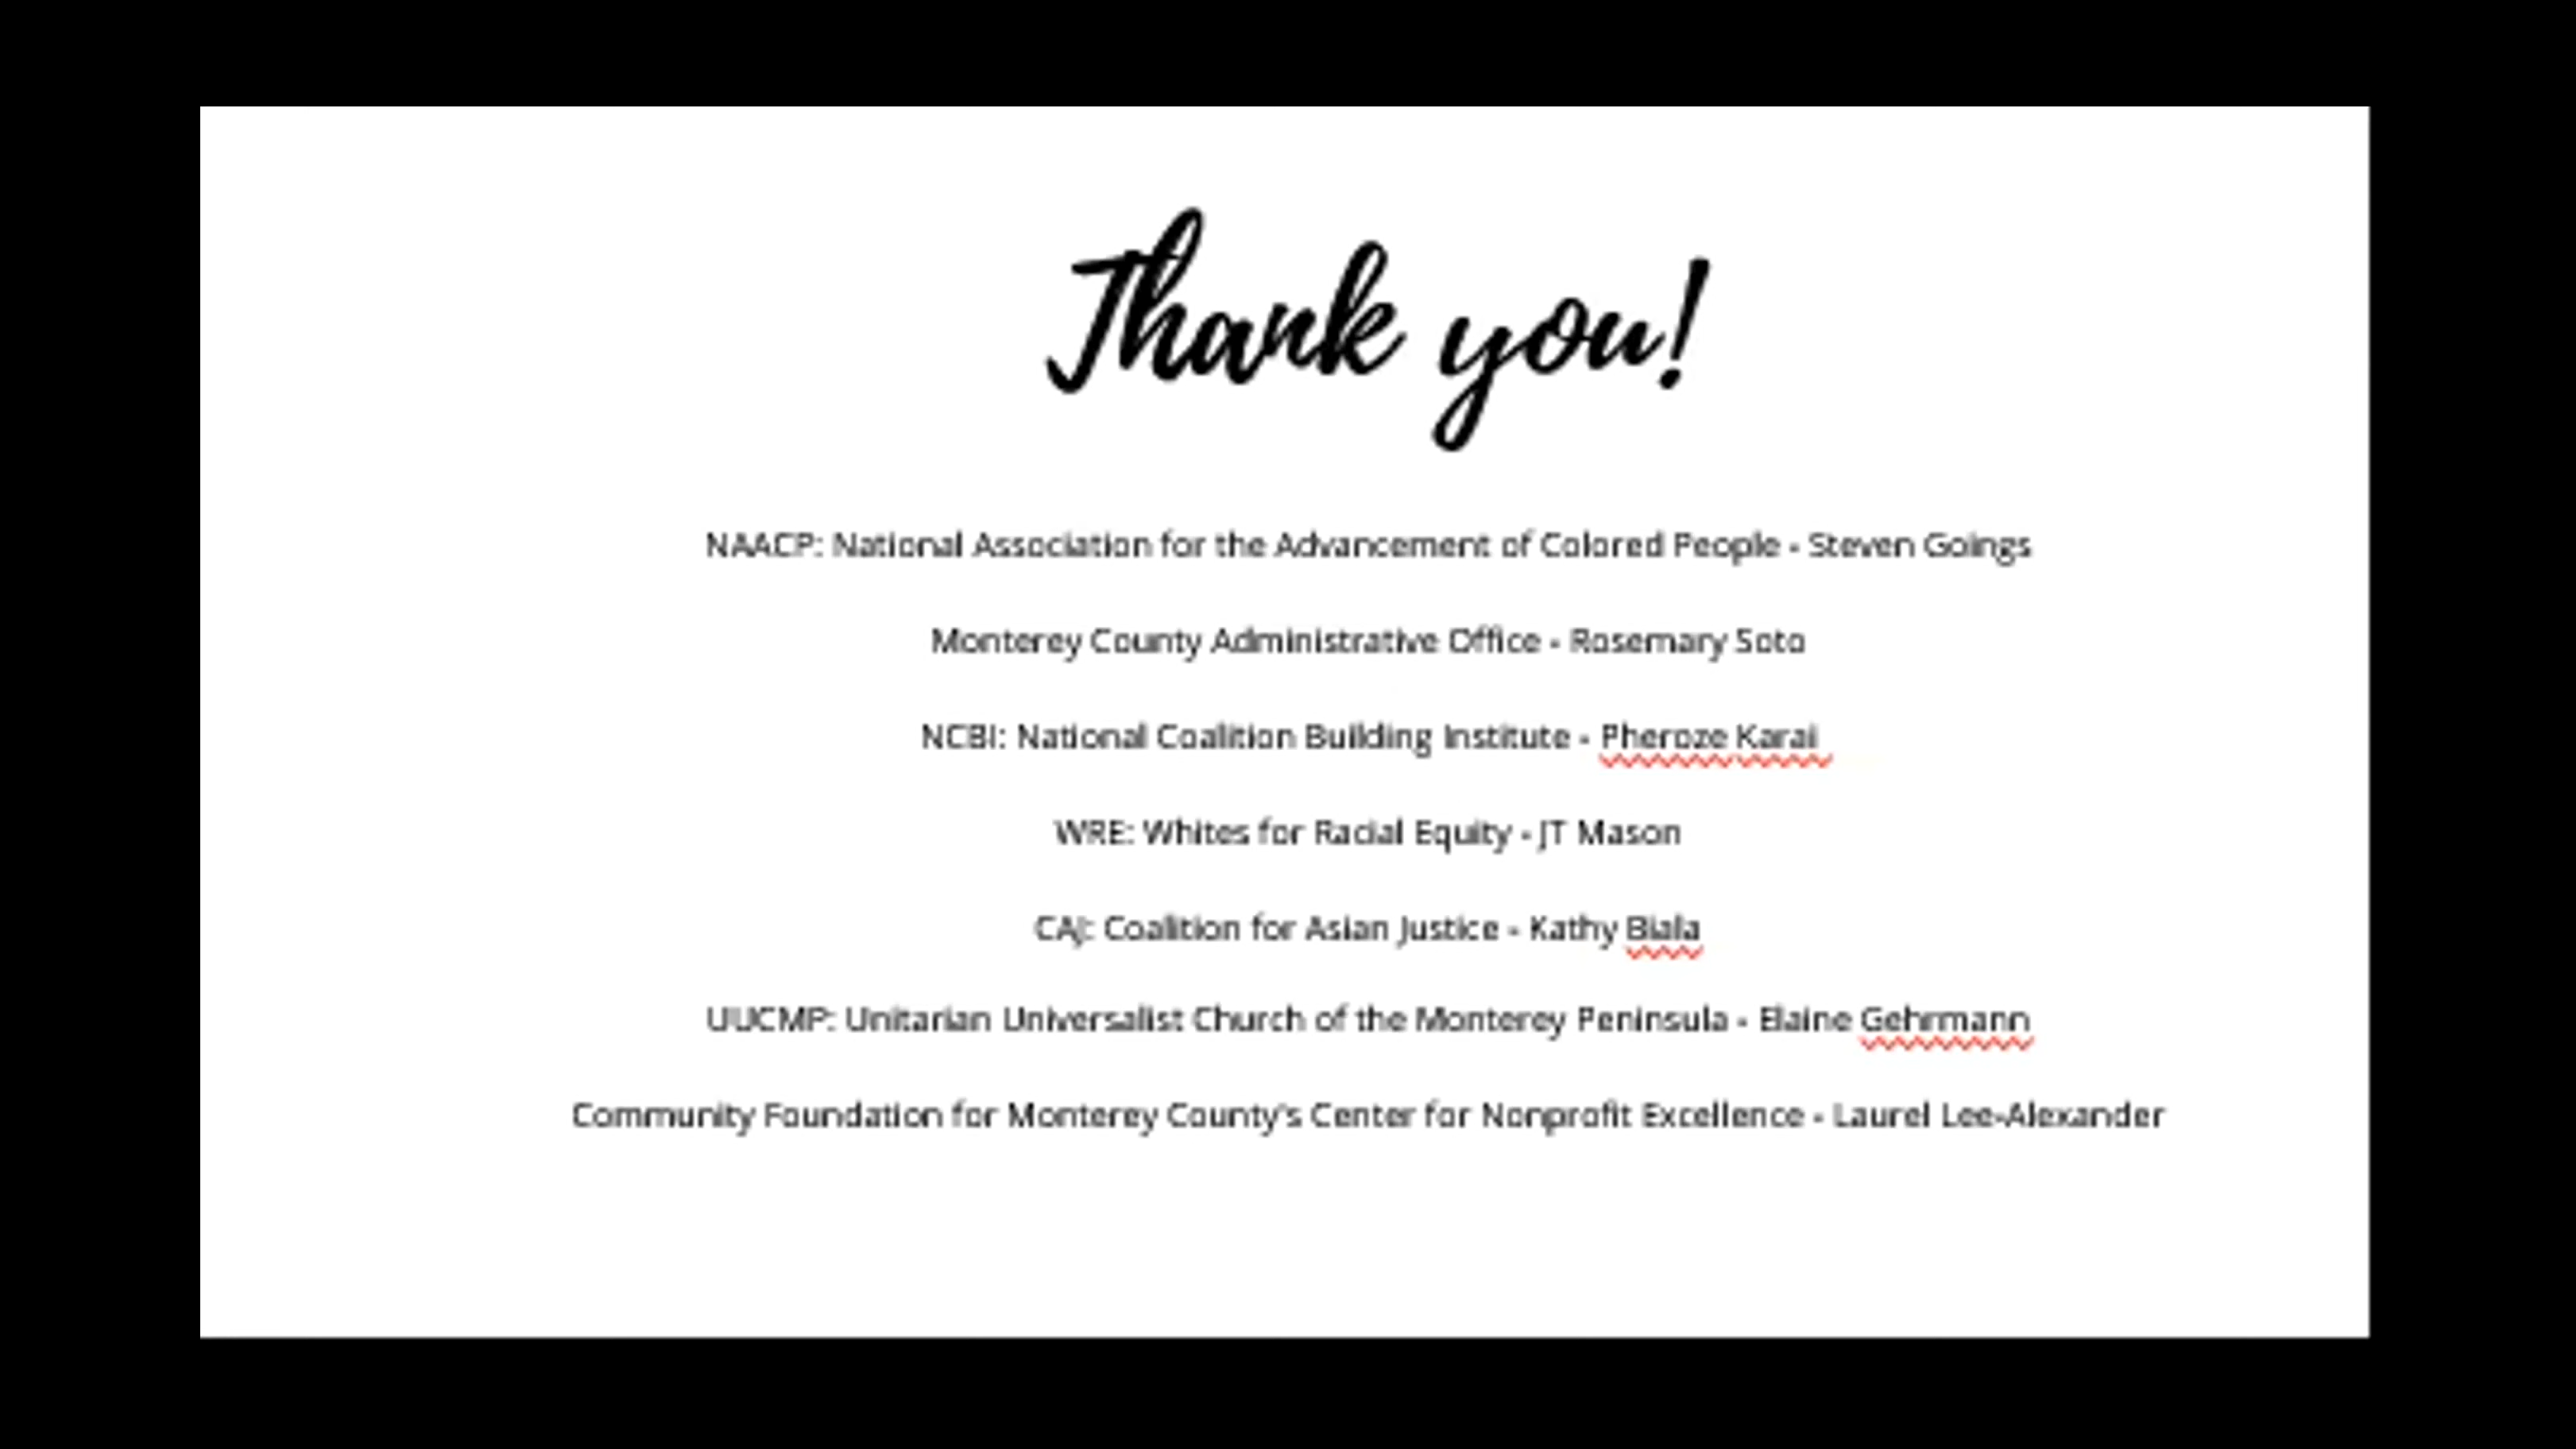 Thank you!
NAACP: National Association for the Advancement of Colored People - Steven Goings
Monterey County Administrative Office - Rosemary Soto
NCBI: National Coalition Building Institute - Pheroze Karai
WRE: Whites for Racial Equity - JT Mason
CAJ: Coalition for Asian Justice - Kathy Biala
UUCMP: Unitarian Universalist Church of the Monterey Peninsula - Elaine Gehrmann
Community Foundation for Monterey County's Center for Nonprofit Excellence - Laurel Lee-Alexander